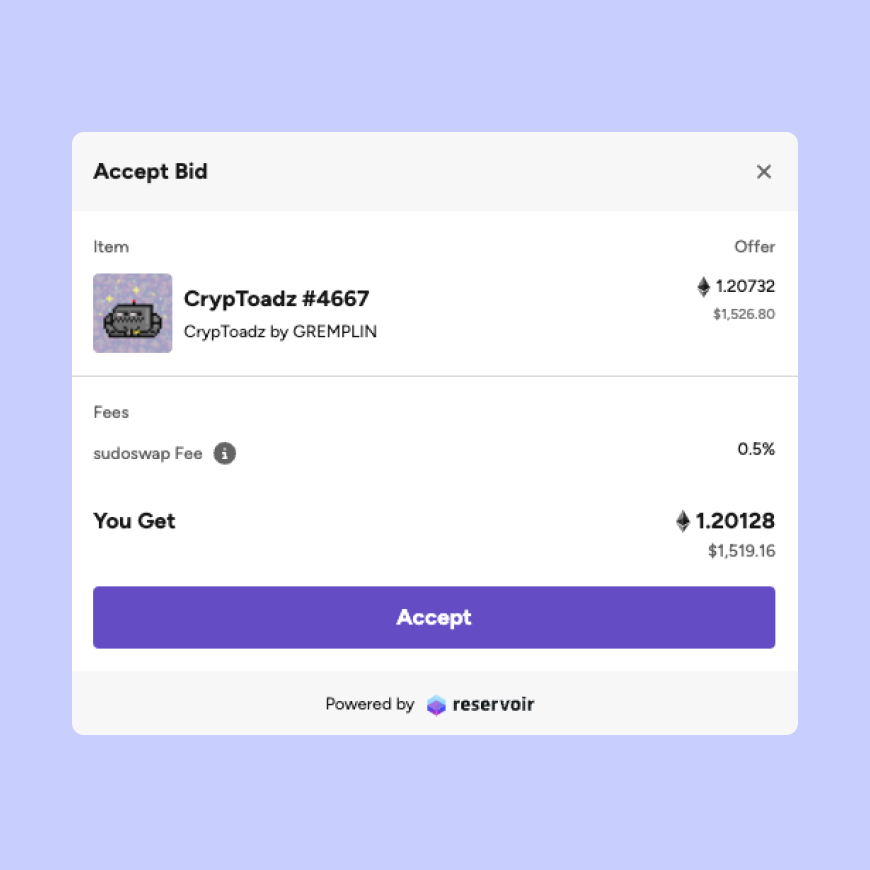 Accept Bid
Item
Offer
CrypToadz #4667
1.20732
CrypToadz by GREMPLIN
$1,526.80
Fees
sudoswap Fee
0.5%
You Get
1.20128
$1,519.16
Accept
Powered by reservoir